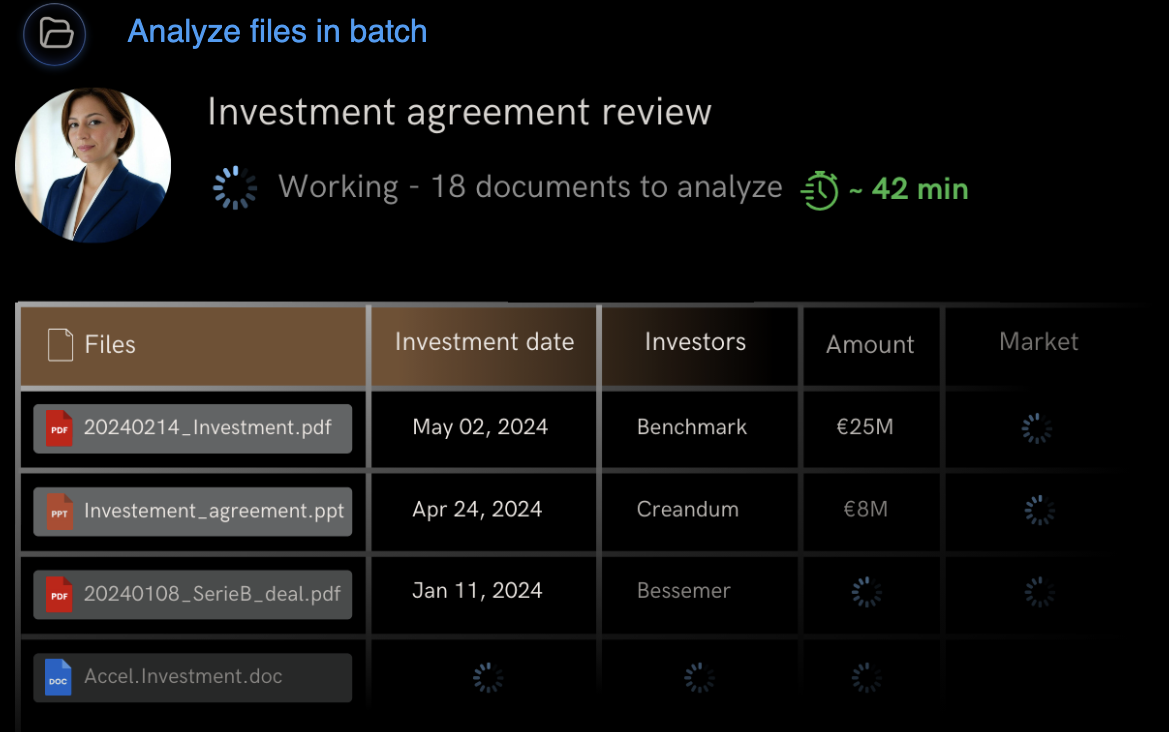 Analyze files in batch
Investment agreement review
Working - 18 documents to analyze ~ 42 min
Files Investment date Investors Amount Market
PDF 20240214_Investment.pdf May 02, 2024 Benchmark €25M
PPT Investement_agreement.ppt Apr 24, 2024 Creandum €8M
PDF 20240108_SerieB_deal.pdf Jan 11, 2024 Bessemer
DOC Accel.Investment.doc